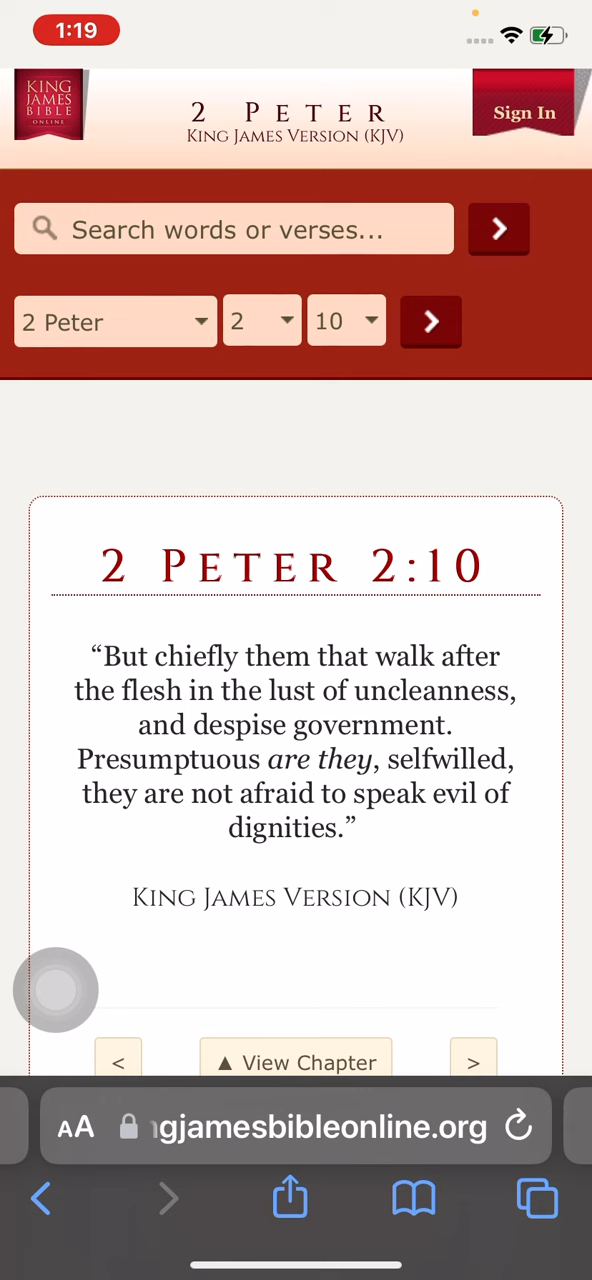 1:19
KING
JAMES
BIBLE
ONLINE
2 PETER
KING JAMES VERSION (KJV)
Sign In
Search words or verses...
2 Peter 2 10
2 PETER 2:10
“But chiefly them that walk after
the flesh in the lust of uncleanness,
and despise government.
Presumptuous are they, selfwilled,
they are not afraid to speak evil of
dignities.”
KING JAMES VERSION (KJV)
< ▲ View Chapter >
AA gjamesbibleonline.org